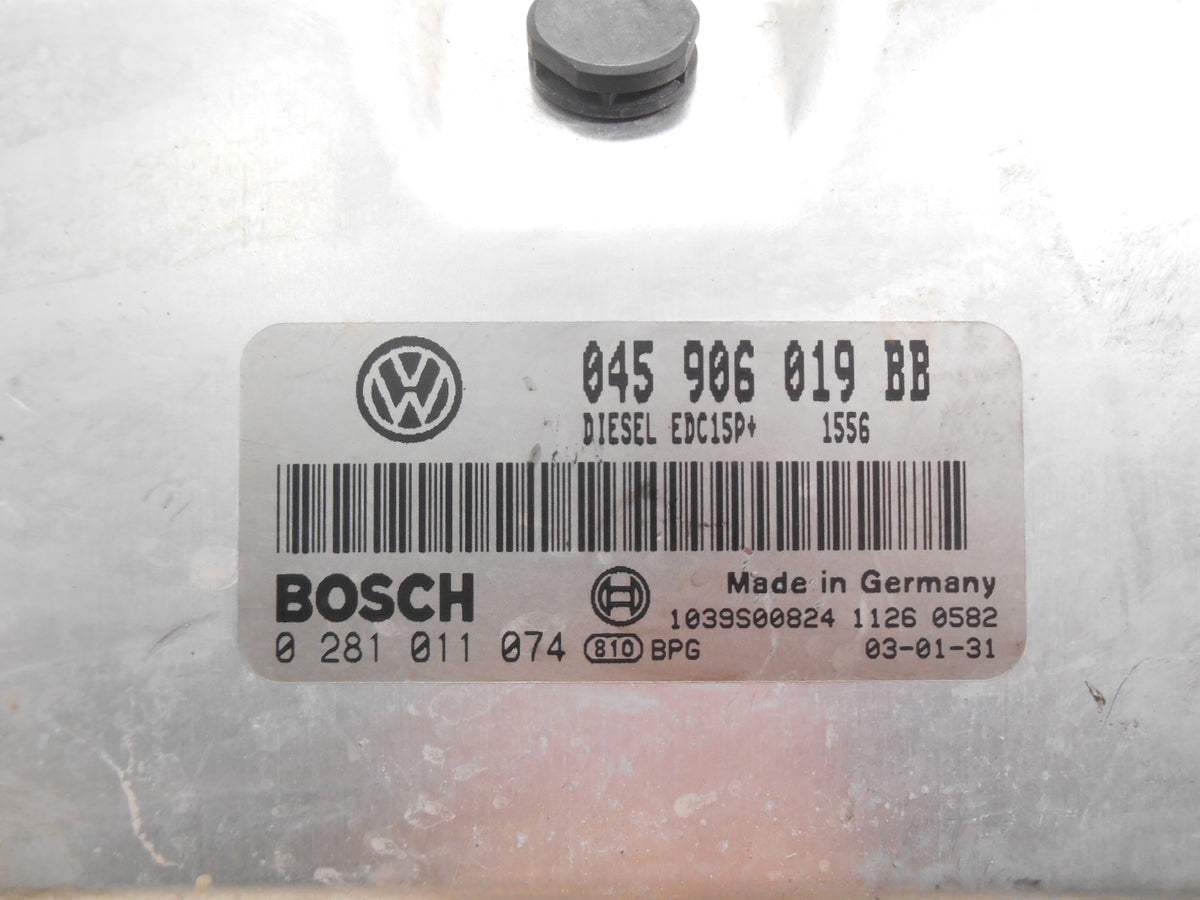 045 906 019 BB
DIESEL EDC15P+ 1556
BOSCH
Made in Germany
1039S00824 1126 0582
0 281 011 074 810 BPG 03-01-31